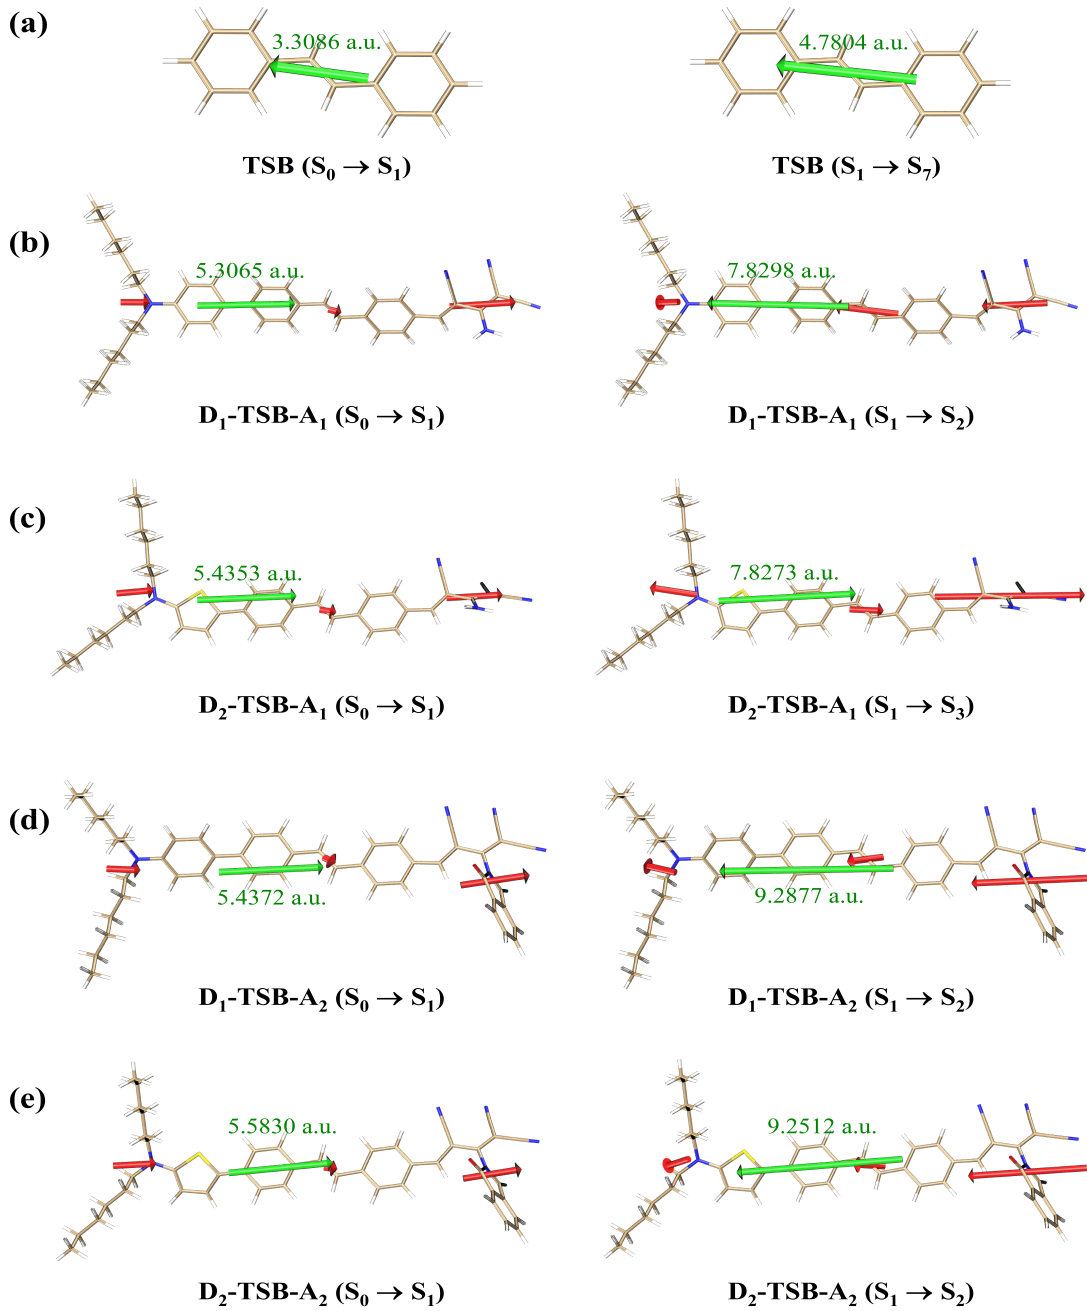 (a)
3.3086 a.u. 4.7804 a.u.
TSB (S₀ → S₁) TSB (S₁ → S₇)
(b)
5.3065 a.u. 7.8298 a.u.
D₁-TSB-A₁ (S₀ → S₁) D₁-TSB-A₁ (S₁ → S₂)
(c)
5.4353 a.u. 7.8273 a.u.
D₂-TSB-A₁ (S₀ → S₁) D₂-TSB-A₁ (S₁ → S₃)
(d)
5.4372 a.u. 9.2877 a.u.
D₁-TSB-A₂ (S₀ → S₁) D₁-TSB-A₂ (S₁ → S₂)
(e)
5.5830 a.u. 9.2512 a.u.
D₂-TSB-A₂ (S₀ → S₁) D₂-TSB-A₂ (S₁ → S₂)